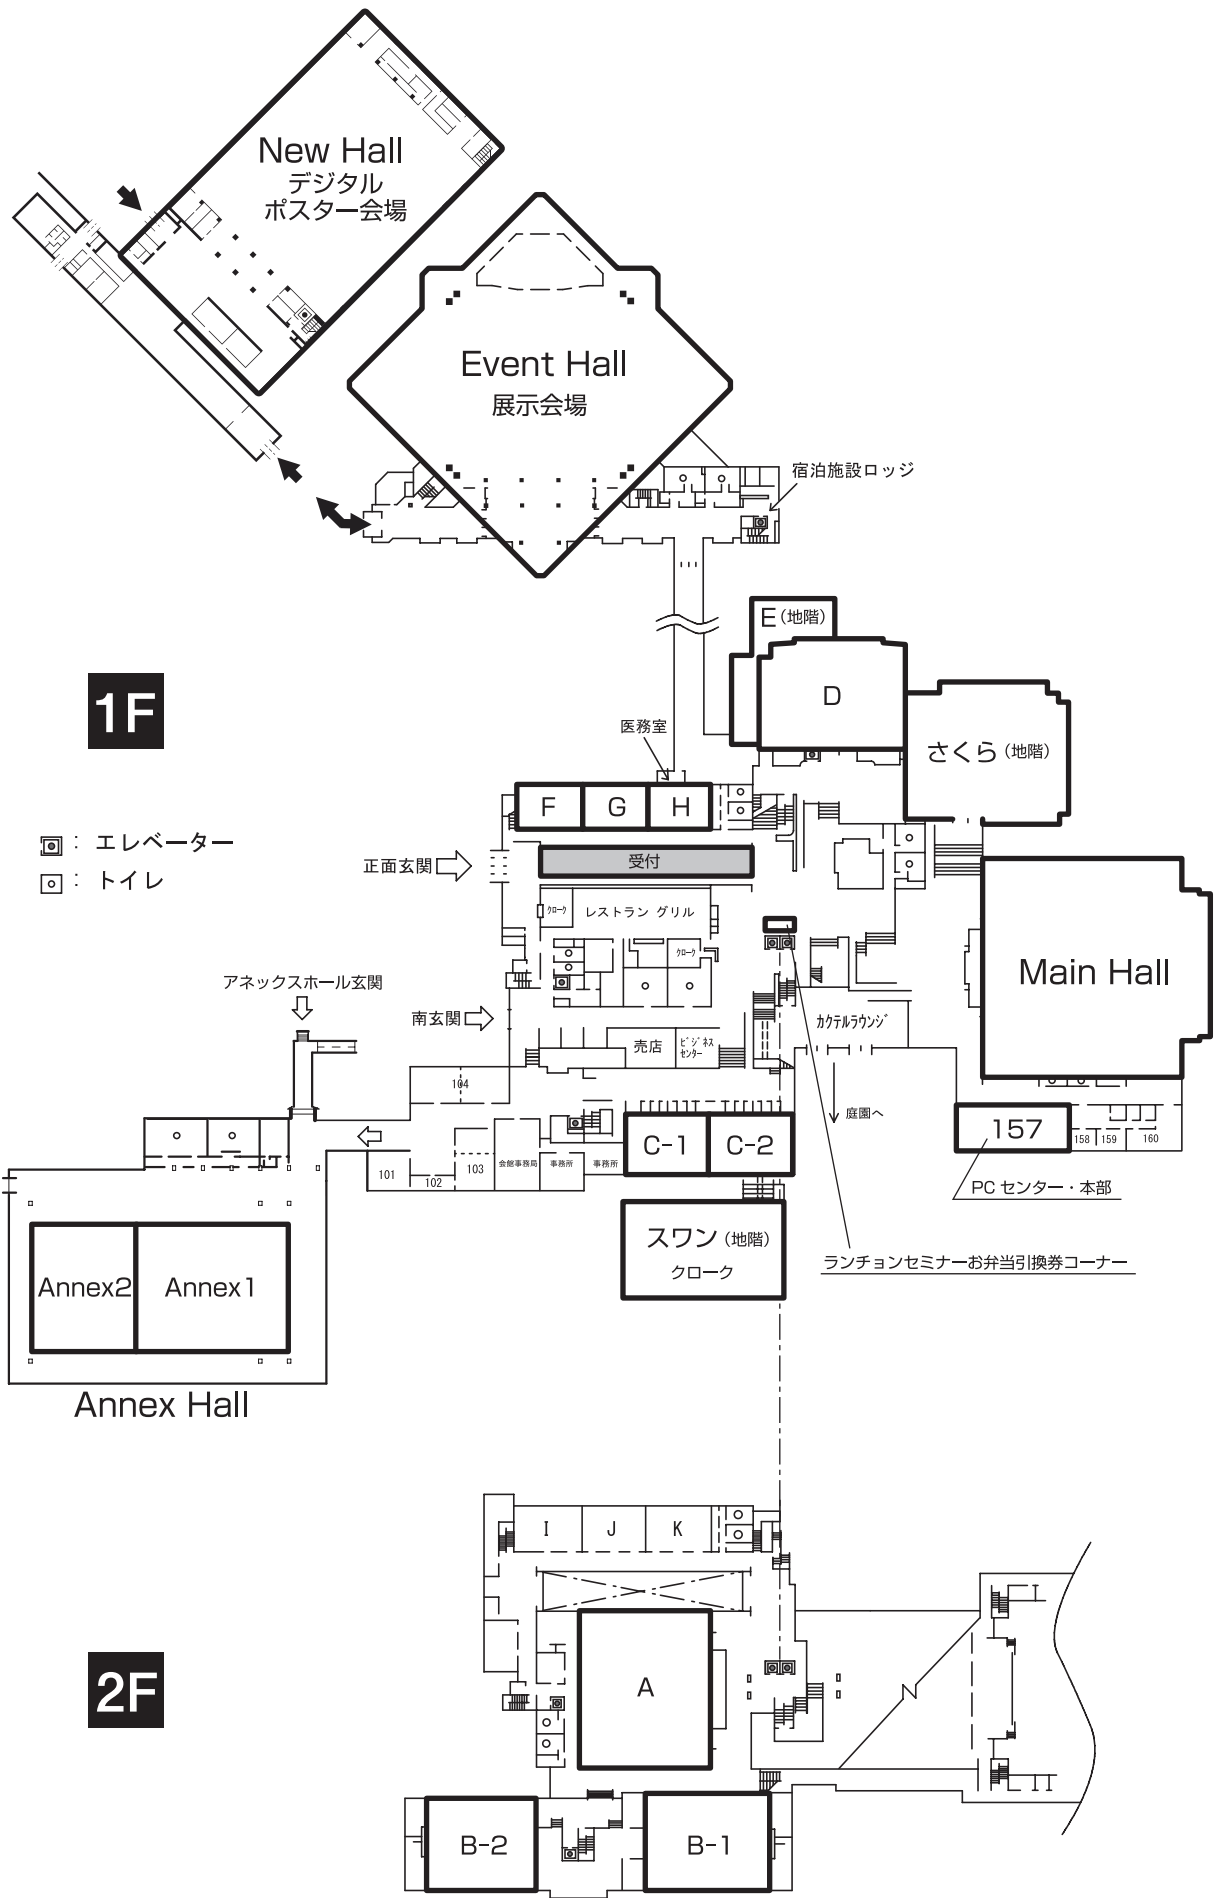 New Hall
デジタル
ポスター会場
Event Hall
展示会場
宿泊施設ロッジ
E(地階)
D
さくら(地階)
1F
医務室
F
G
H
：エレベーター
：トイレ
正面玄関
受付
クローク
レストラン グリル
クローク
Main Hall
アネックスホール玄関
南玄関
カクテルラウンジ
売店
ビジネス
センター
104
庭園へ
C-1
C-2
157
158
159
160
101
102
103
会館事務局
事務所
事務所
PC センター・本部
スワン(地階)
クローク
ランチョンセミナーお弁当引換券コーナー
Annex2
Annex1
Annex Hall
I
J
K
2F
A
N
B-2
B-1